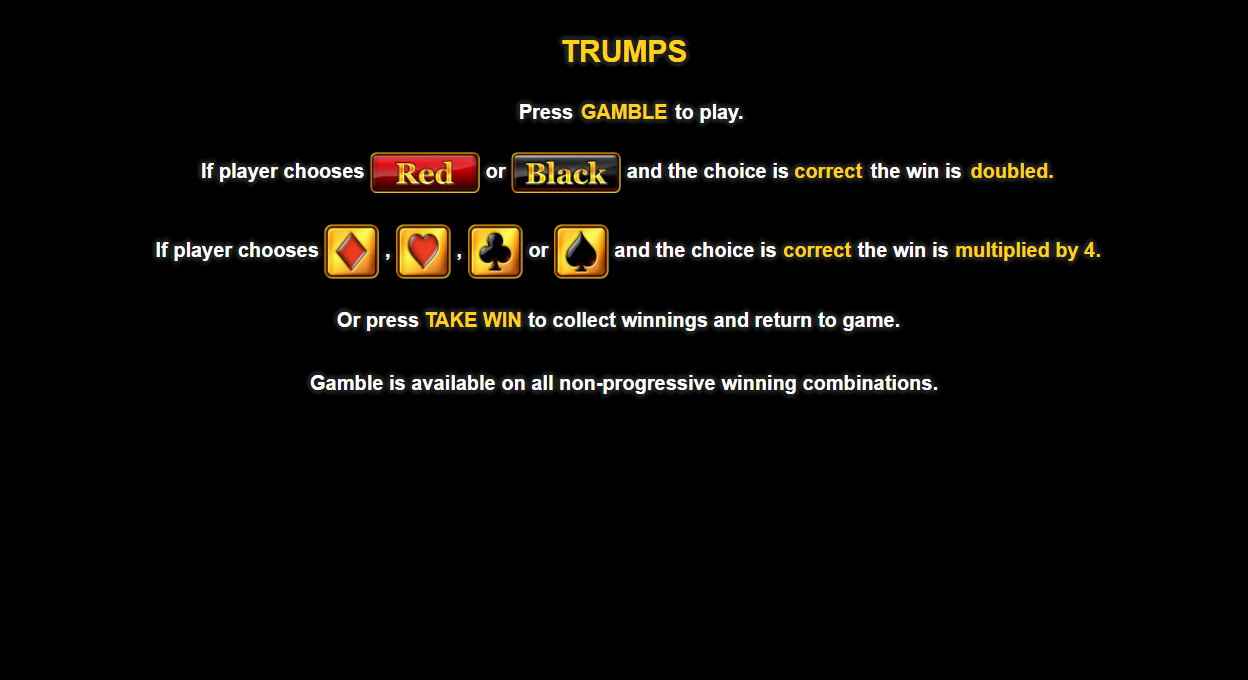 TRUMPS
Press GAMBLE to play.
If player chooses Red or Black and the choice is correct the win is doubled.
If player chooses , , or and the choice is correct the win is multiplied by 4.
Or press TAKE WIN to collect winnings and return to game.
Gamble is available on all non-progressive winning combinations.